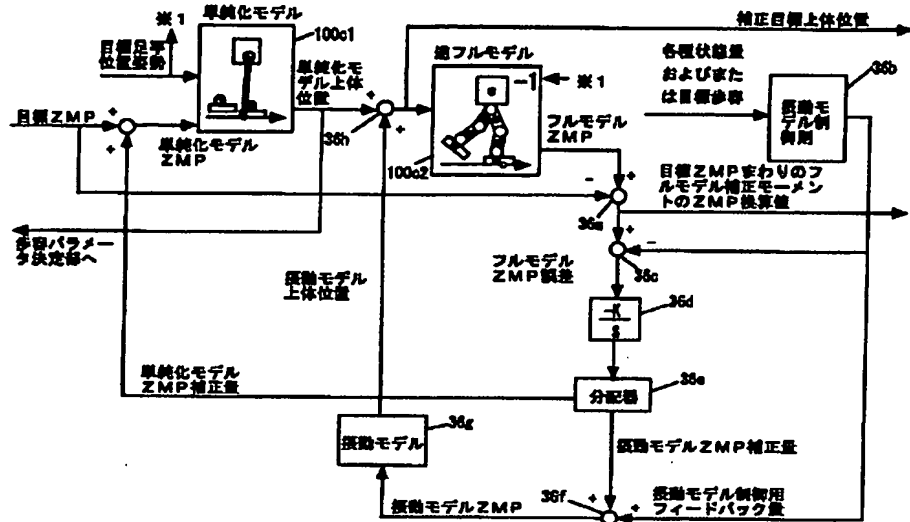 ※1
単純化モデル
目標足平
位置姿勢
100c1
単純化モ
デル上体
位置
補正目標上体位置
逆フルモデル
-1
※1
各種状態量
およびまた
は目標歩容
36b
摂動モ
デル制
御則
目標ZMP
+
+
単純化モデル
ZMP
+
+
36h
フルモデル
ZMP
100c2
+
-
36a
目標ZMPまわりのフ
ルモデル補正モーメン
トのZMP換算値
歩容パラメー
タ決定部へ
+
-
36c
フルモデル
ZMP誤差
摂動モデル
上体位置
-K
S
36d
単純化モデル
ZMP補正量
36e
分配器
36g
摂動モデル
摂動モデルZMP補正量
摂動モデルZMP
36f
+
+
摂動モデル制御用
フィードバック量